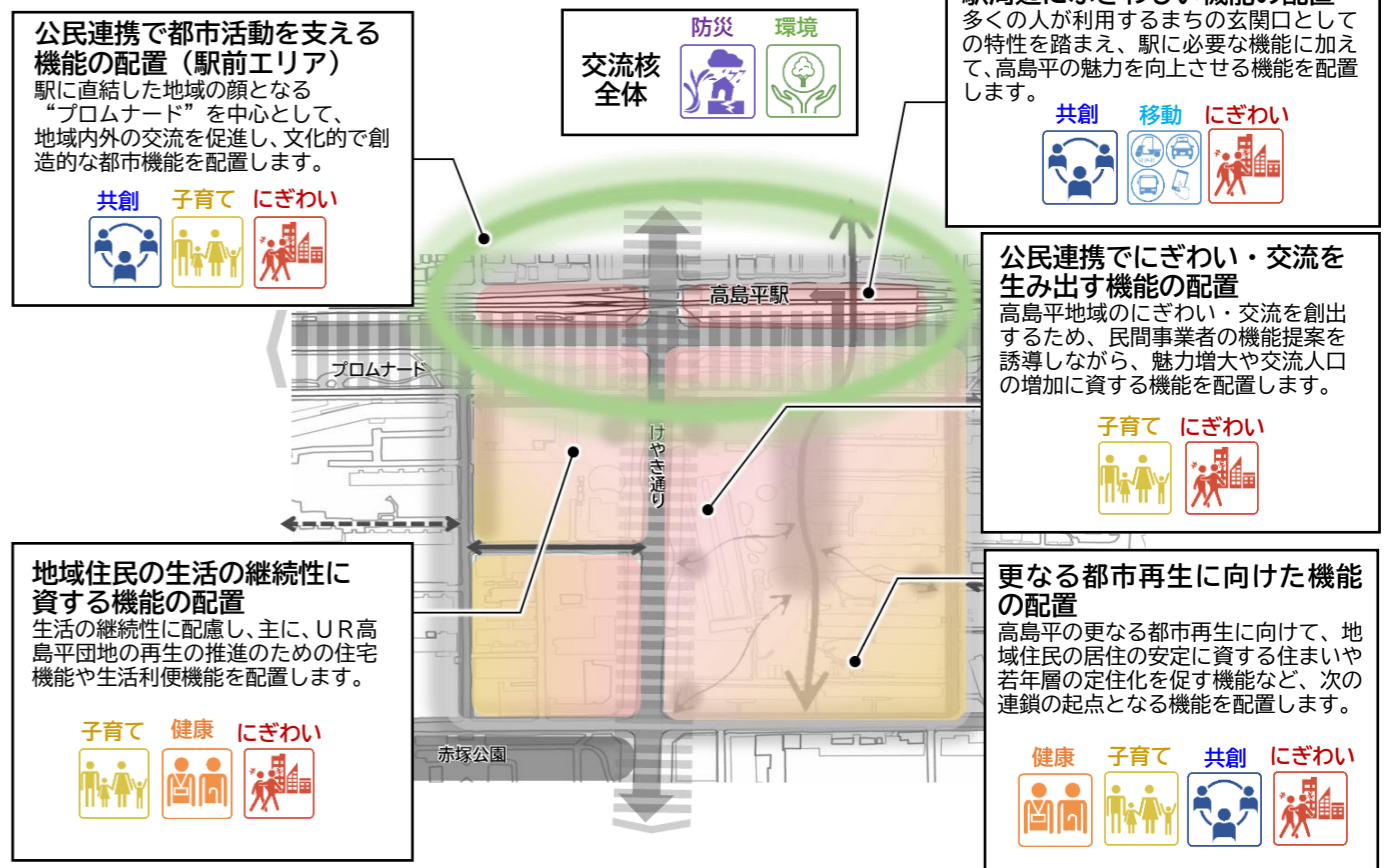 公民連携で都市活動を支える
機能の配置（駅前エリア）
駅に直結した地域の顔となる
“プロムナード”を中心として、
地域内外の交流を促進し、文化的で創
造的な都市機能を配置します。
共創 子育て にぎわい
交流核
全体
防災 環境
多くの人が利用するまちの玄関口として
の特性を踏まえ、駅に必要な機能に加え
て、高島平の魅力を向上させる機能を配置
します。
共創 移動 にぎわい
公民連携でにぎわい・交流を
生み出す機能の配置
高島平地域のにぎわい・交流を創出
するため、民間事業者の機能提案を
誘導しながら、魅力増大や交流人口
の増加に資する機能を配置します。
子育て にぎわい
高島平駅
プロムナード
けやき通り
赤塚公園
地域住民の生活の継続性に
資する機能の配置
生活の継続性に配慮し、主に、ＵＲ高
島平団地の再生の推進のための住宅
機能や生活利便機能を配置します。
子育て 健康 にぎわい
更なる都市再生に向けた機能
の配置
高島平の更なる都市再生に向けて、地
域住民の居住の安定に資する住まいや
若年層の定住化を促す機能など、次の
連鎖の起点となる機能を配置します。
健康 子育て 共創 にぎわい